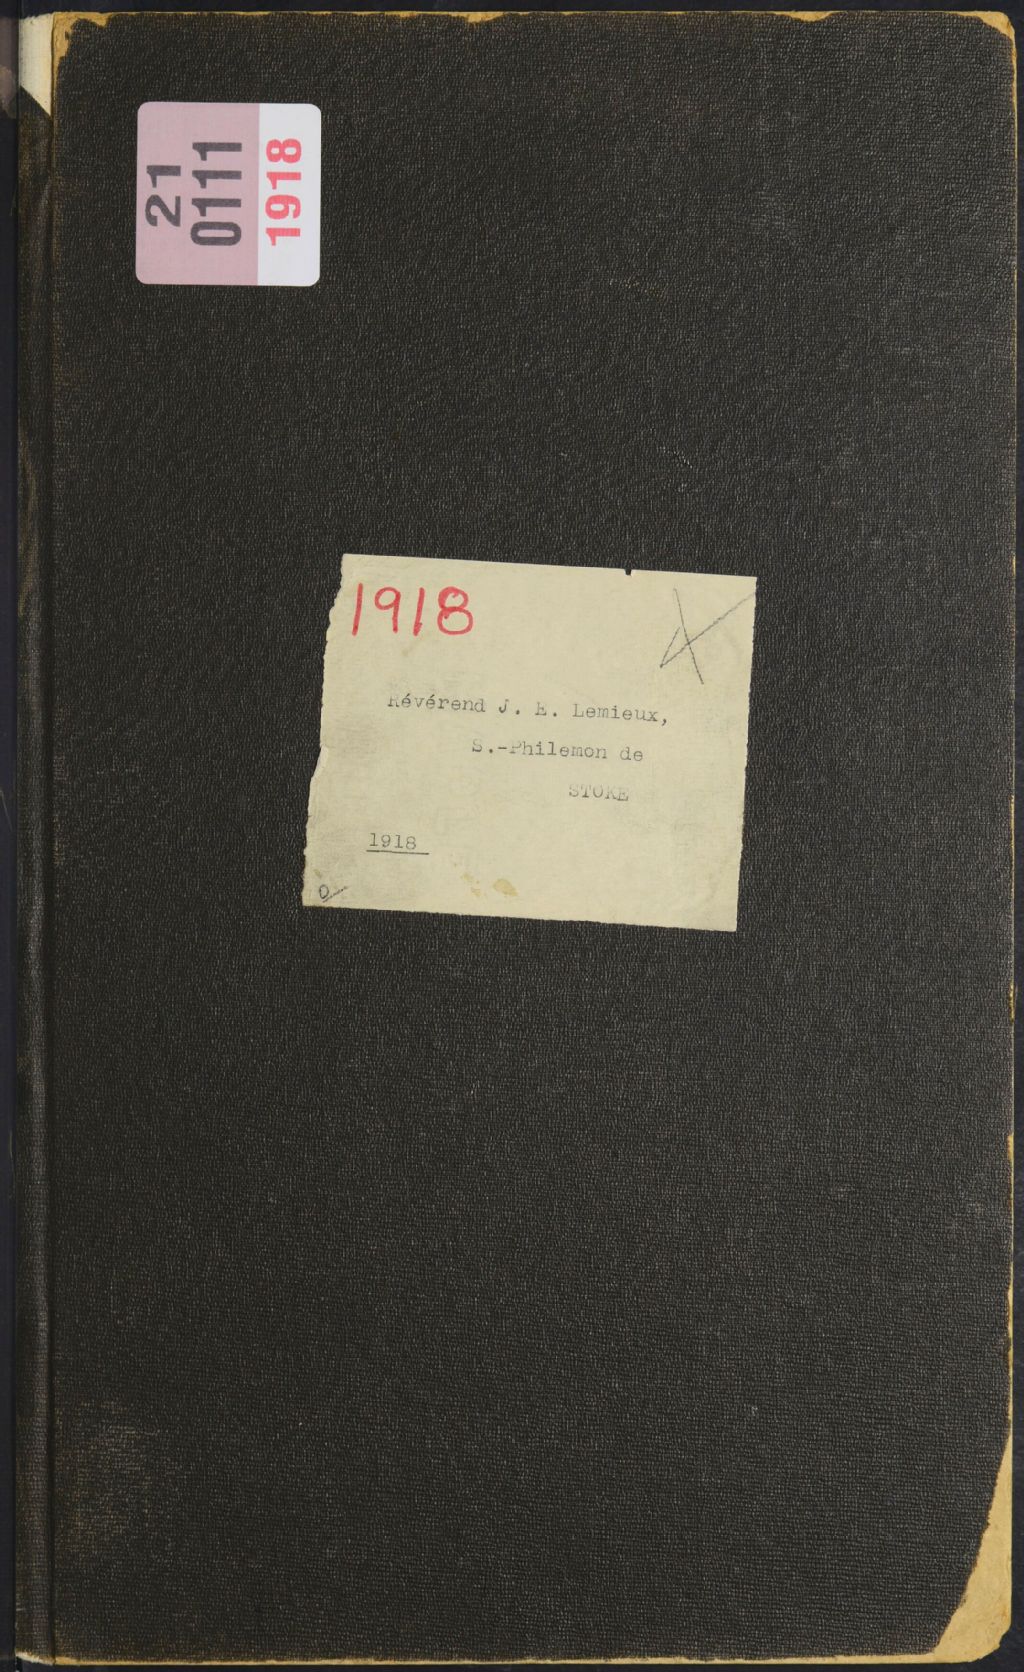 21
0111
1918
1918
Révérend J. E. Lemieux,
S.-Philemon de
STOKE
1918